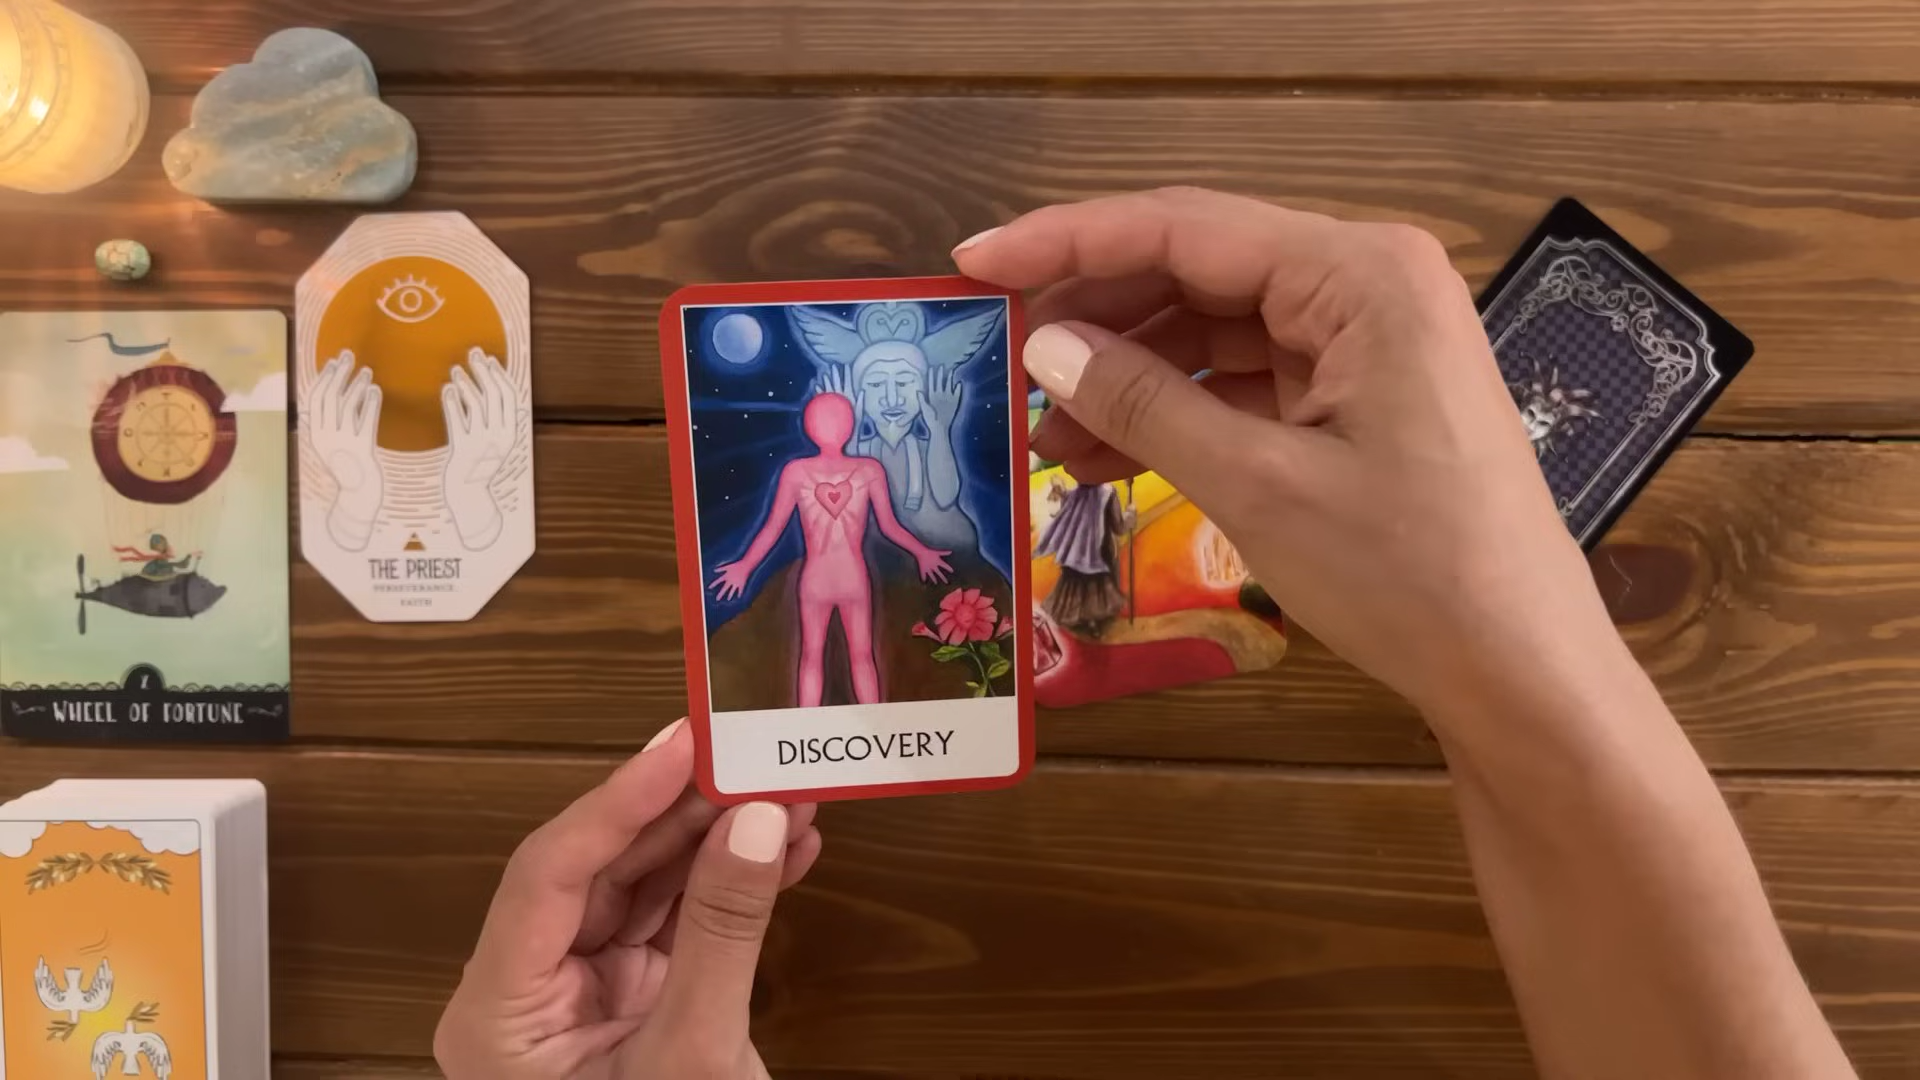 THE PRIEST
PERSEVERANCE.
FAITH
X
WHEEL OF FORTUNE
DISCOVERY